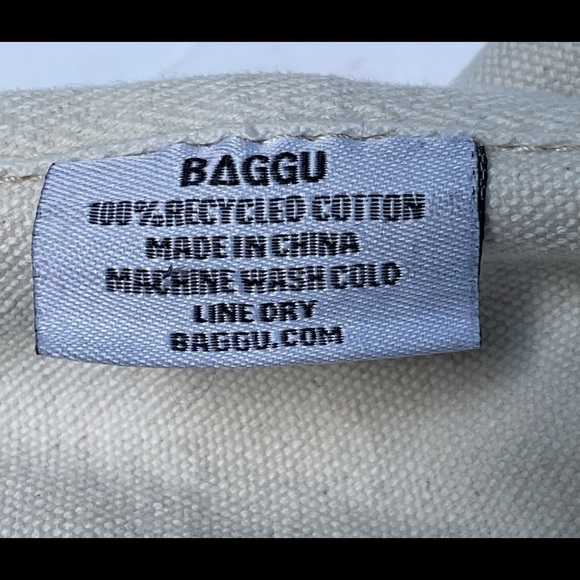 BAGGU
100% RECYCLED COTTON
MADE IN CHINA
MACHINE WASH COLD
LINE DRY
BAGGU.COM